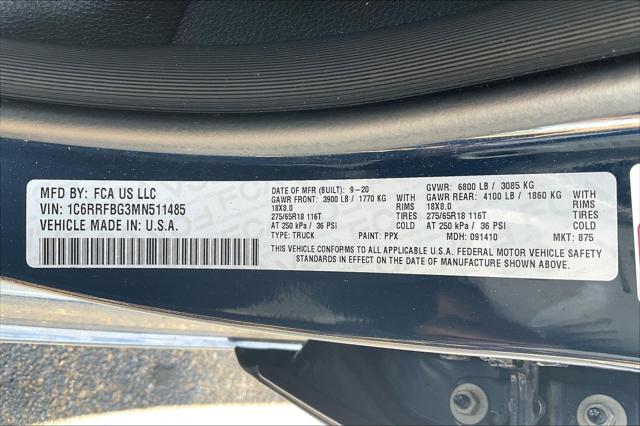 MFD BY: FCA US LLC
VIN: 1C6RRFBG3MN511485
VEHICLE MADE IN: U.S.A.
DATE OF MFR (BUILT): 9-20 GVWR: 6800 LB / 3085 KG
GAWR FRONT: 3900 LB / 1770 KG GAWR REAR: 4100 LB / 1860 KG
18X8.0 RIMS 18X8.0 RIMS
275/65R18 116T TIRES 275/65R18 116T TIRES
AT 250 kPa / 36 PSI COLD AT 250 kPa / 36 PSI COLD
TYPE: TRUCK PAINT: PPX MDH: 091410 MKT: 875
THIS VEHICLE CONFORMS TO ALL APPLICABLE U.S.A. FEDERAL MOTOR VEHICLE SAFETY
STANDARDS IN EFFECT ON THE DATE OF MANUFACTURE SHOWN ABOVE.